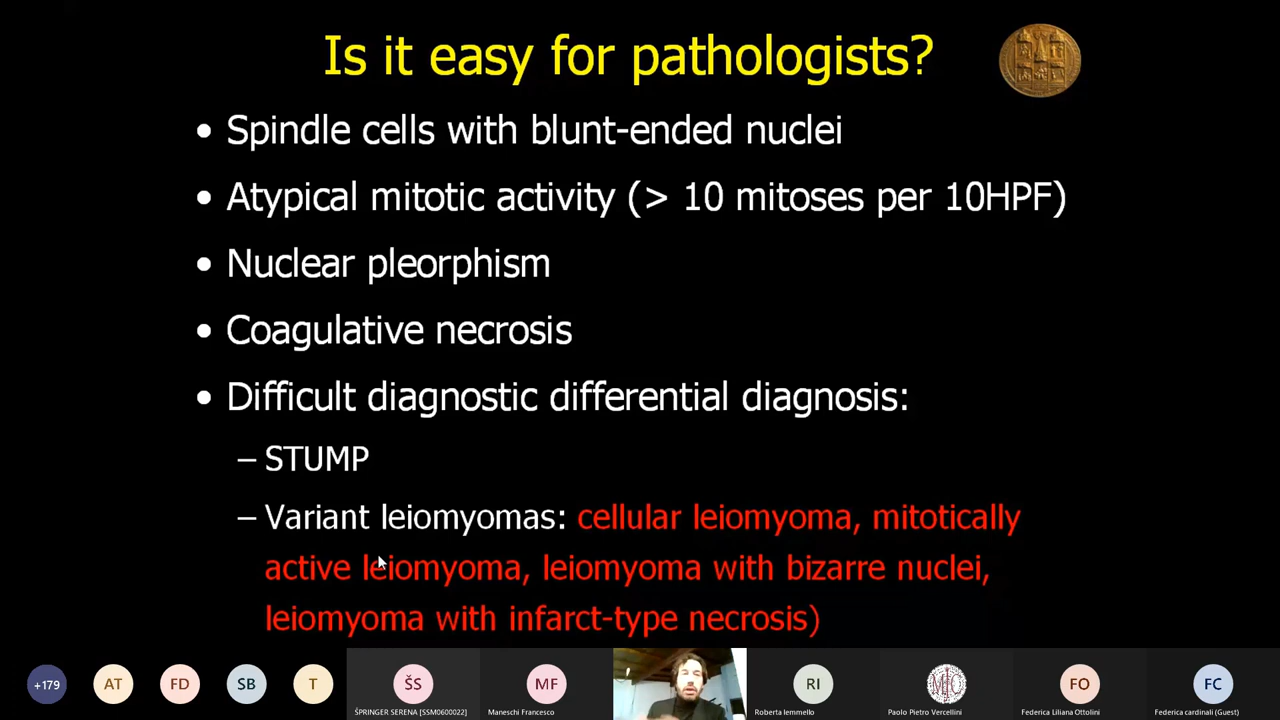 Is it easy for pathologists?
• Spindle cells with blunt-ended nuclei
• Atypical mitotic activity (> 10 mitoses per 10HPF)
• Nuclear pleorphism
• Coagulative necrosis
• Difficult diagnostic differential diagnosis:
– STUMP
– Variant leiomyomas: cellular leiomyoma, mitotically
active leiomyoma, leiomyoma with bizarre nuclei,
leiomyoma with infarct-type necrosis)
+179
AT
FD
SB
T
ŠS
MF
RI
FO
FC
ŠPRINGER SERENA [SSM0600022]
Maneschi Francesco
Roberta Iemmello
Paolo Pietro Vercellini
Federica Liliana Ottolini
Federica cardinali (Guest)